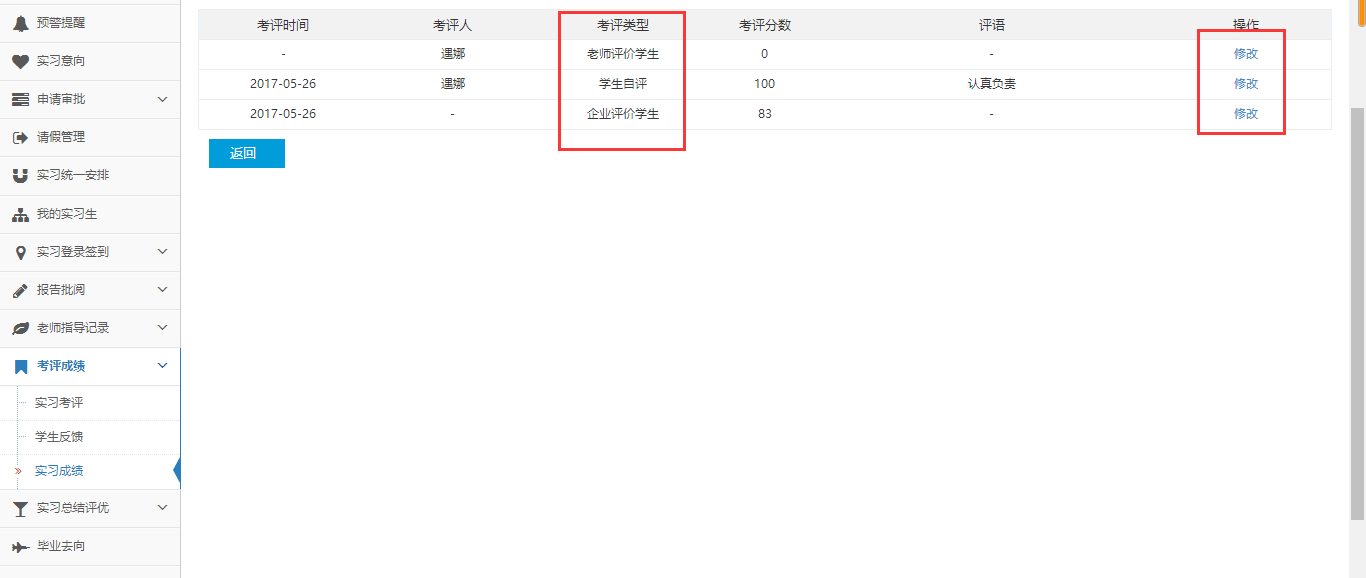 预警提醒
实习意向
申请审批
请假管理
实习统一安排
我的实习生
实习登录签到
报告批阅
老师指导记录
考评成绩
实习考评
学生反馈
实习成绩
实习总结评优
毕业去向
考评时间 考评人 考评类型 考评分数 评语 操作
- 遇娜 老师评价学生 0 - 修改
2017-05-26 遇娜 学生自评 100 认真负责 修改
2017-05-26 - 企业评价学生 83 - 修改
返回